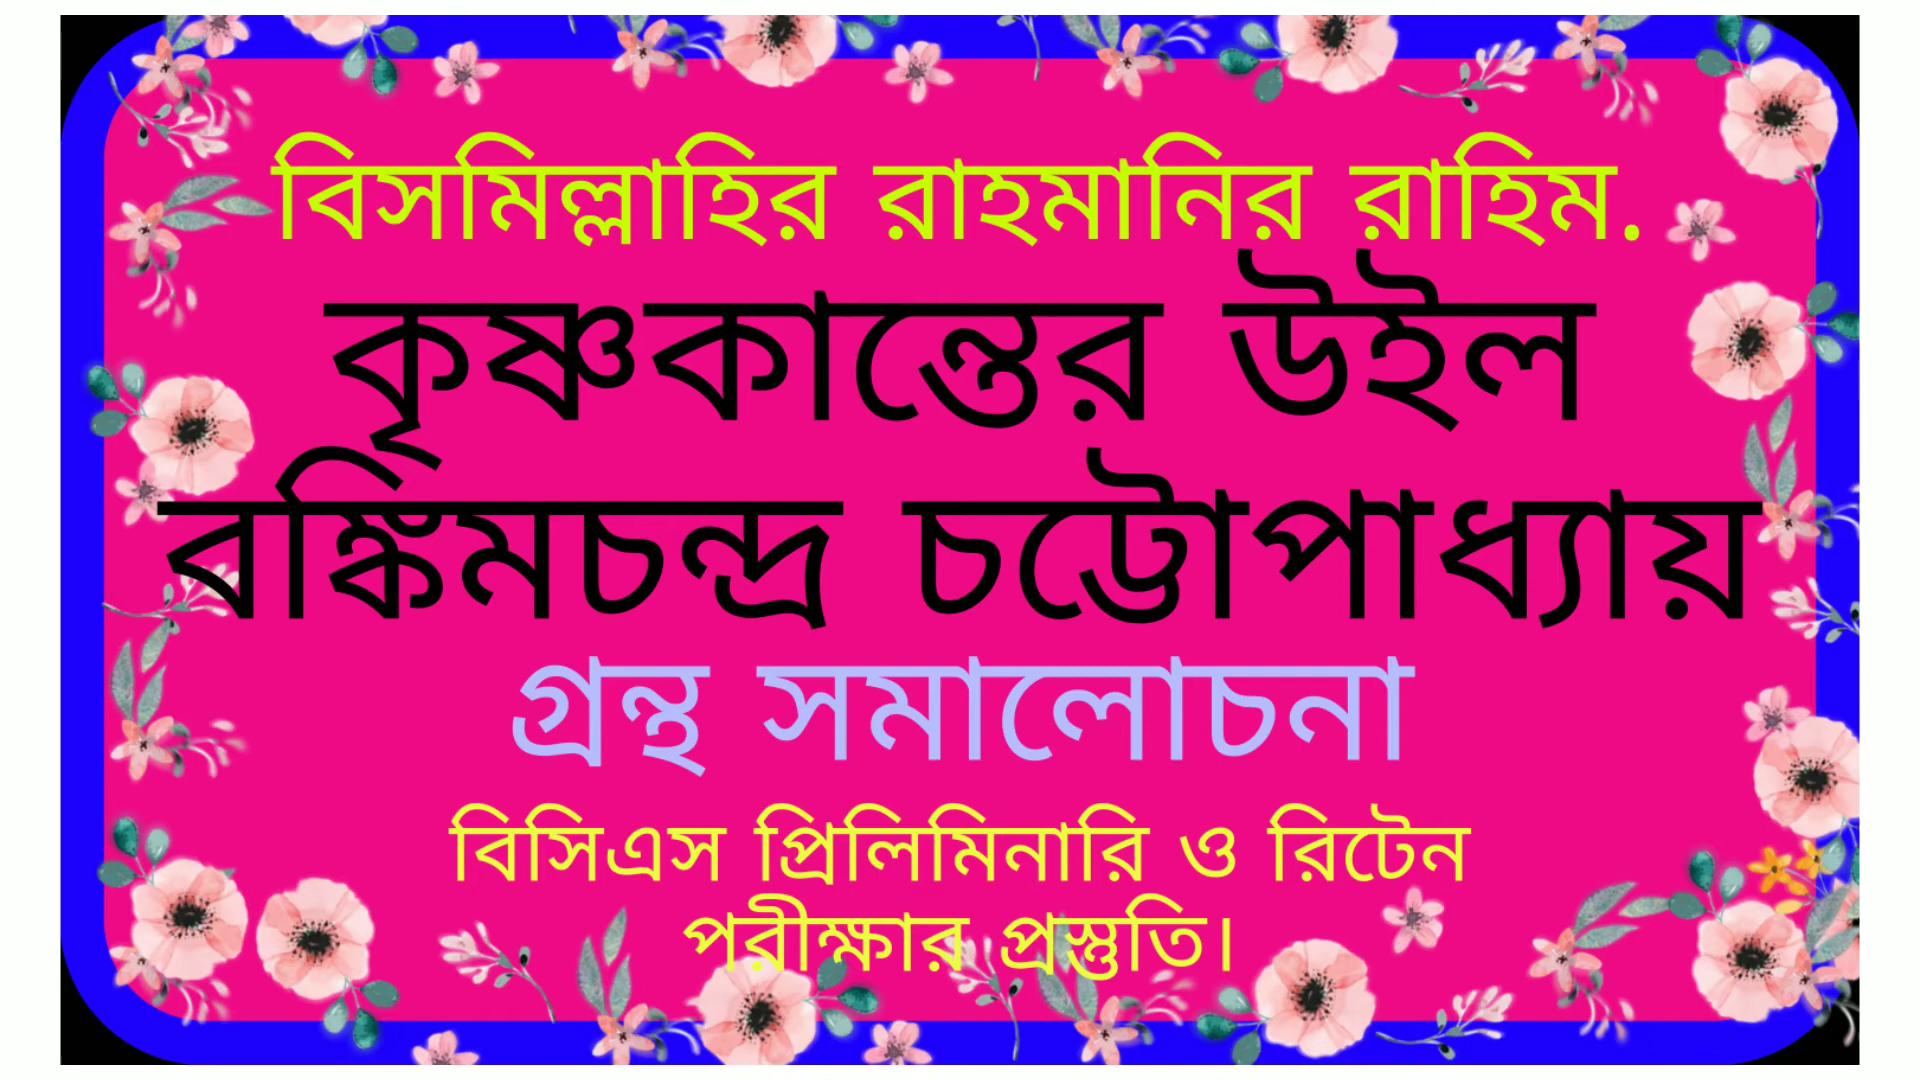 বিসমিল্লাহির রাহমানির রাহিম.
কৃষ্ণকান্তের উইল
বঙ্কিমচন্দ্র চট্টোপাধ্যায়
গ্রন্থ সমালোচনা
বিসিএস প্রিলিমিনারি ও রিটেন
পরীক্ষার প্রস্তুতি।